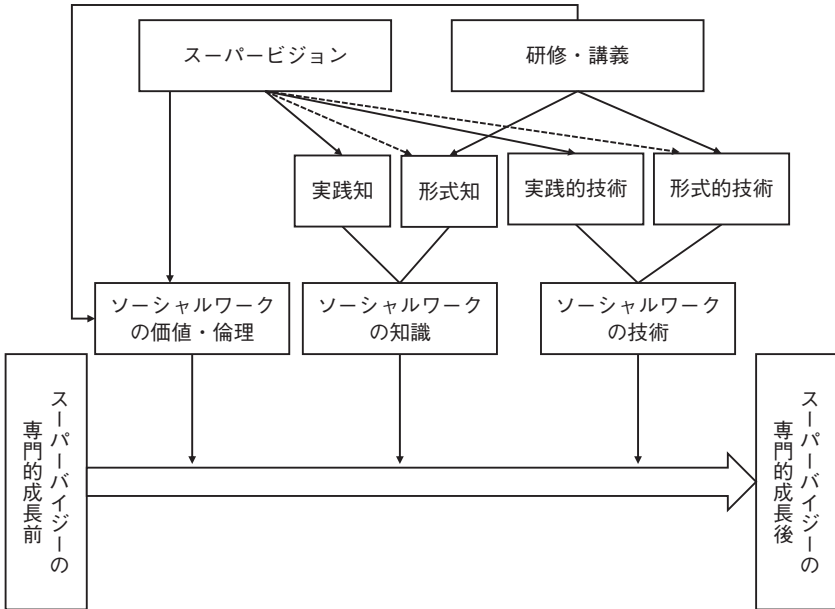 スーパービジョン
研修・講義
実践知
形式知
実践的技術
形式的技術
ソーシャルワーク
の価値・倫理
ソーシャルワーク
の知識
ソーシャルワーク
の技術
スーパーバイジーの
専門的成長前
スーパーバイジーの
専門的成長後